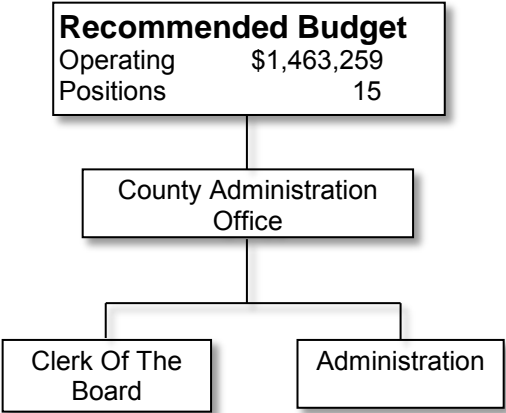 Recommended Budget
Operating $1,463,259
Positions 15
County Administration
Office
Clerk Of The
Board
Administration